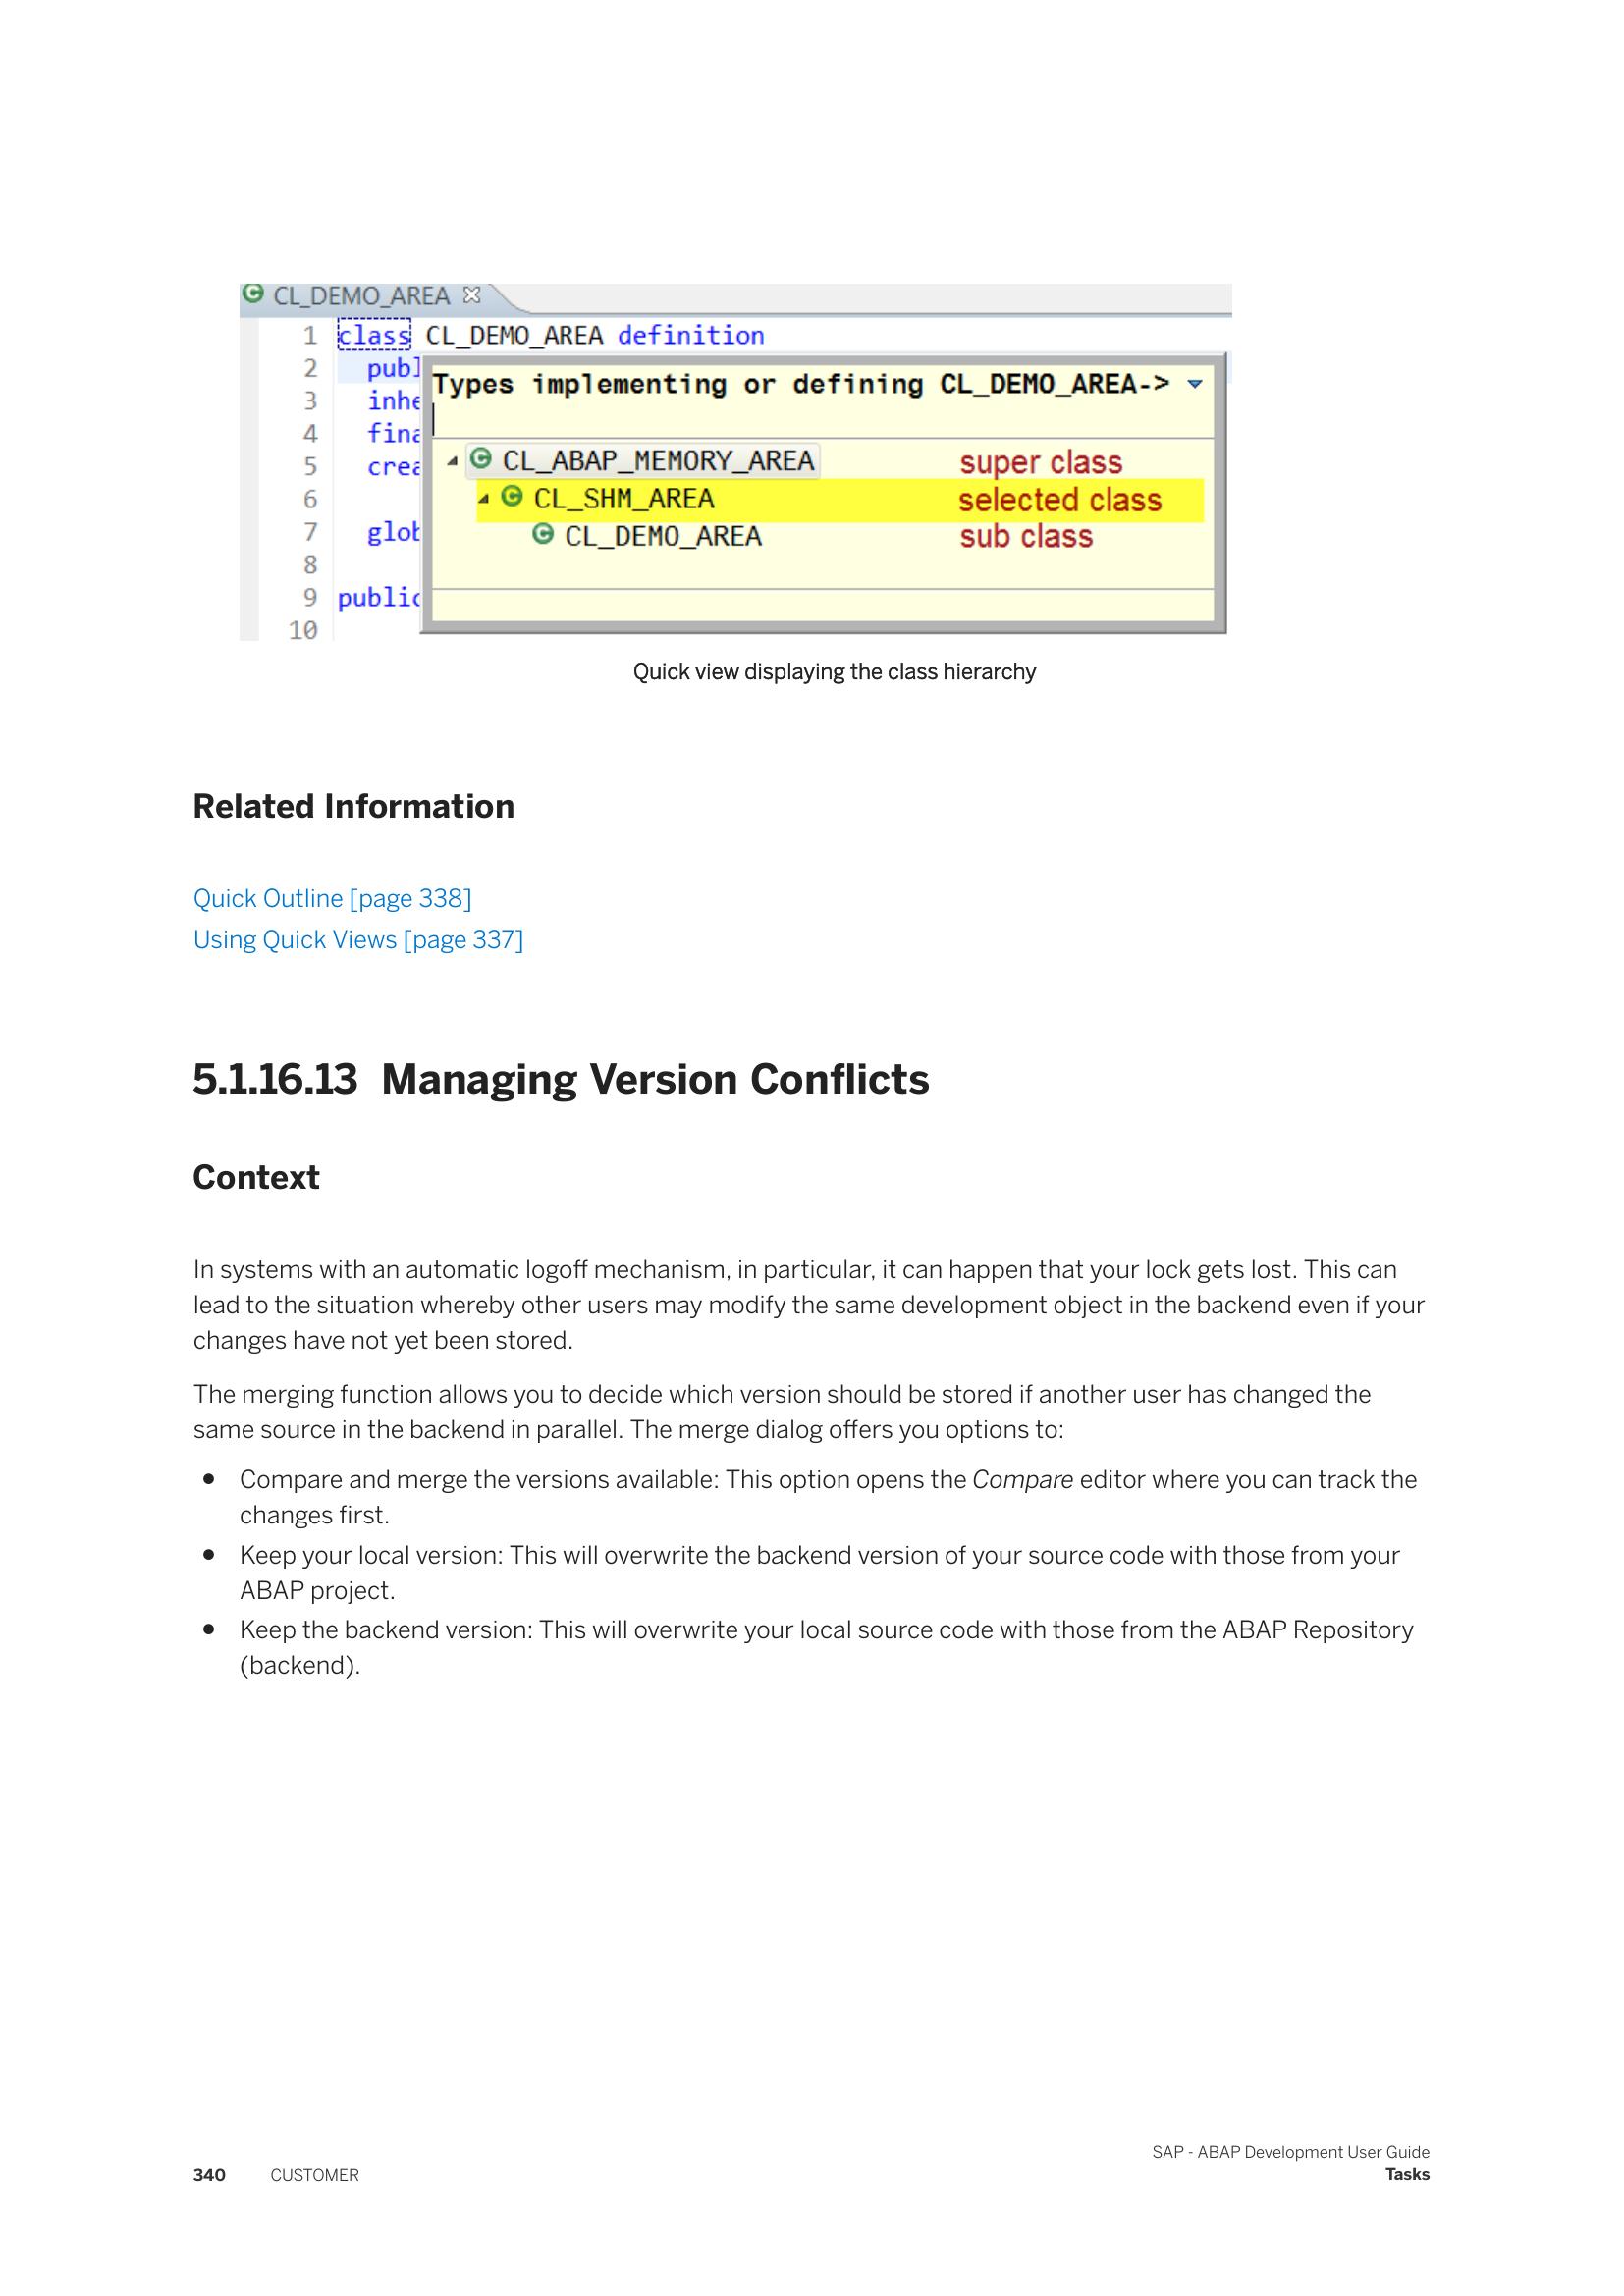 CL_DEMO_AREA
1 class CL_DEMO_AREA definition
2 publ
3 inhe
4 fina
5 crea
6
7 glob
8
9 public
10
Types implementing or defining CL_DEMO_AREA->
CL_ABAP_MEMORY_AREA super class
CL_SHM_AREA selected class
CL_DEMO_AREA sub class
Quick view displaying the class hierarchy
Related Information
Quick Outline [page 338]
Using Quick Views [page 337]
5.1.16.13 Managing Version Conflicts
Context
In systems with an automatic logoff mechanism, in particular, it can happen that your lock gets lost. This can
lead to the situation whereby other users may modify the same development object in the backend even if your
changes have not yet been stored.
The merging function allows you to decide which version should be stored if another user has changed the
same source in the backend in parallel. The merge dialog offers you options to:
● Compare and merge the versions available: This option opens the Compare editor where you can track the
changes first.
● Keep your local version: This will overwrite the backend version of your source code with those from your
ABAP project.
● Keep the backend version: This will overwrite your local source code with those from the ABAP Repository
(backend).
SAP - ABAP Development User Guide
340 CUSTOMER Tasks